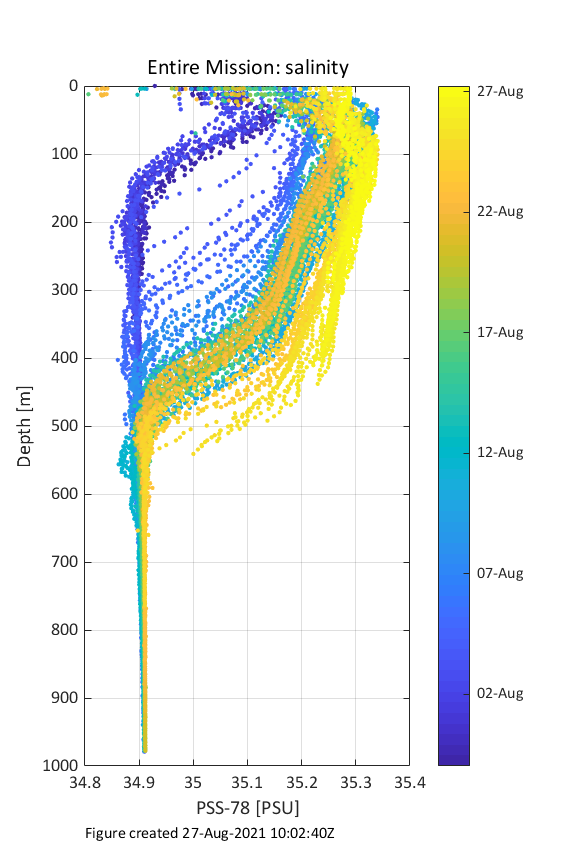 Entire Mission: salinity
0
100
200
300
400
500
600
700
800
900
1000
Depth [m]
34.8 34.9 35 35.1 35.2 35.3 35.4
PSS-78 [PSU]
27-Aug
22-Aug
17-Aug
12-Aug
07-Aug
02-Aug
Figure created 27-Aug-2021 10:02:40Z